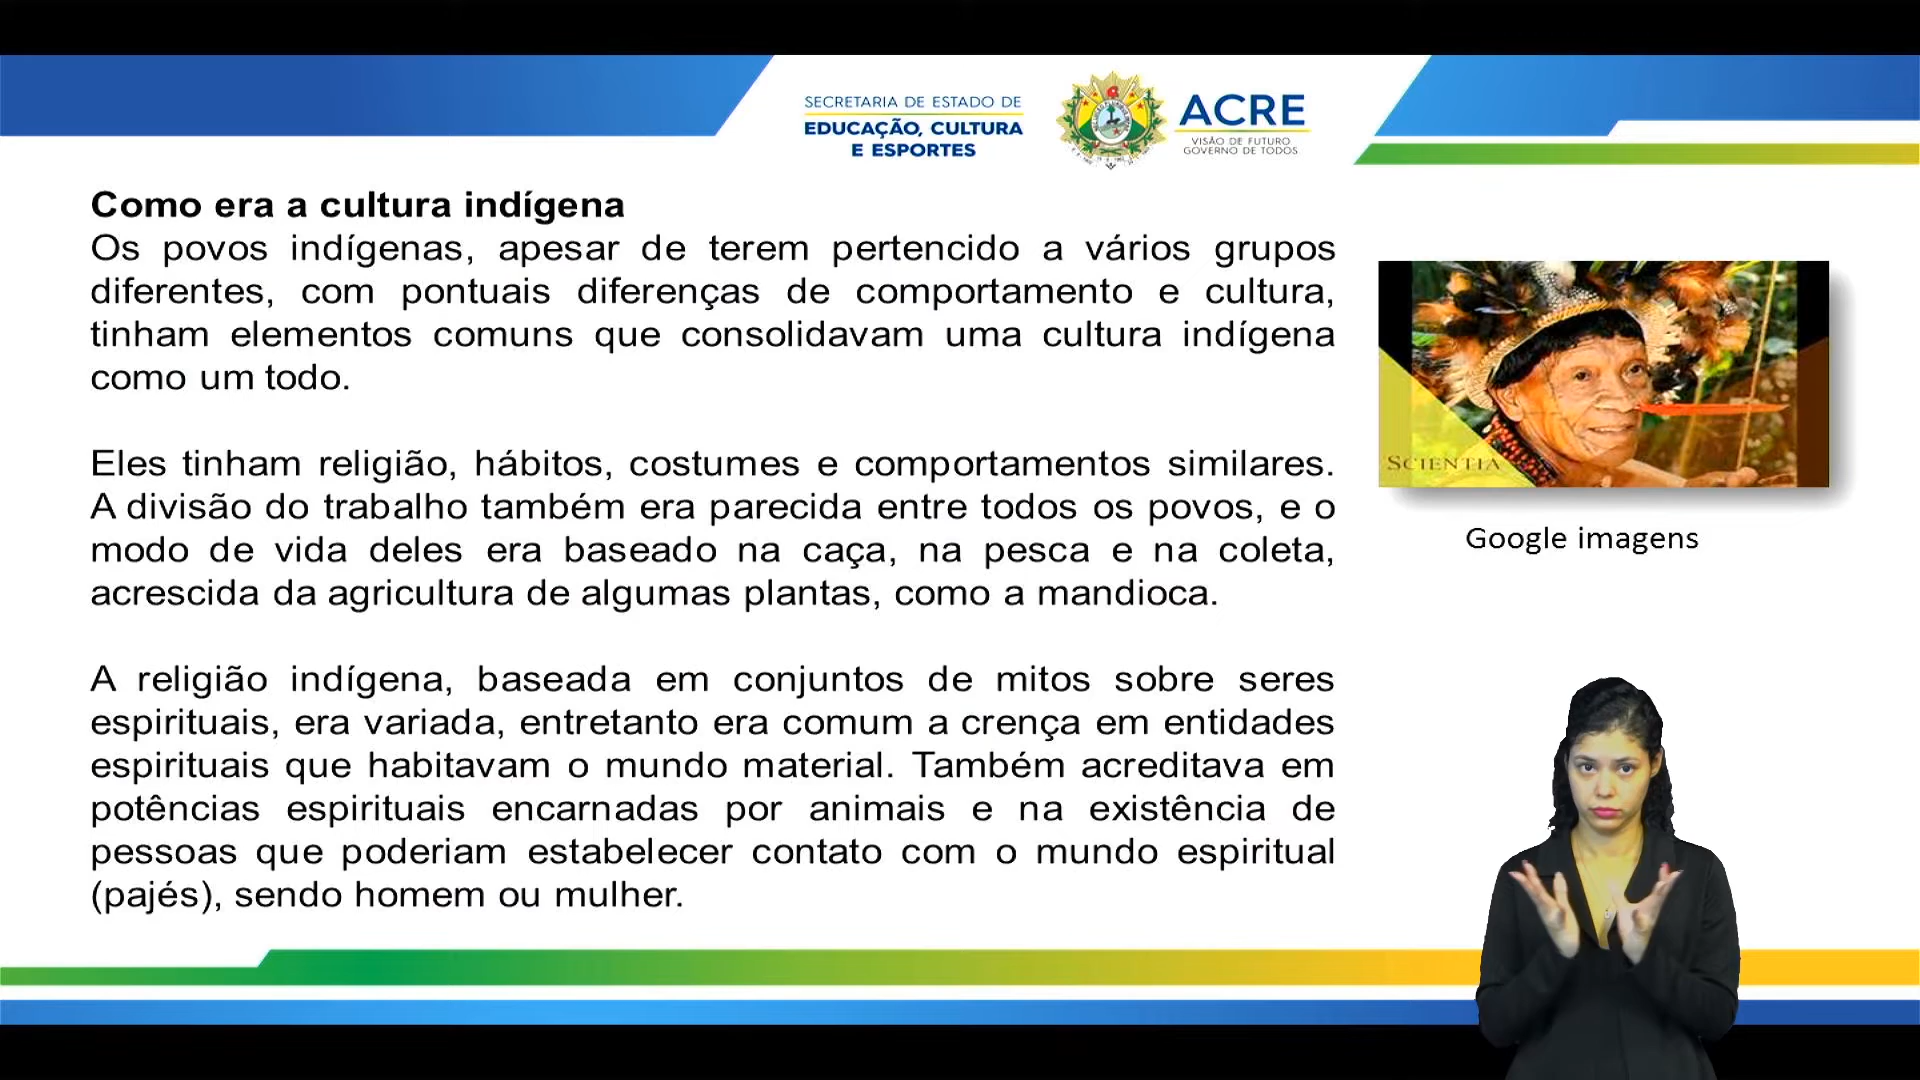 SECRETARIA DE ESTADO DE
EDUCAÇÃO, CULTURA
E ESPORTES
ACRE
VISÃO DE FUTURO
GOVERNO DE TODOS
Como era a cultura indígena
Os povos indígenas, apesar de terem pertencido a vários grupos
diferentes, com pontuais diferenças de comportamento e cultura,
tinham elementos comuns que consolidavam uma cultura indígena
como um todo.
Eles tinham religião, hábitos, costumes e comportamentos similares.
A divisão do trabalho também era parecida entre todos os povos, e o
modo de vida deles era baseado na caça, na pesca e na coleta,
acrescida da agricultura de algumas plantas, como a mandioca.
A religião indígena, baseada em conjuntos de mitos sobre seres
espirituais, era variada, entretanto era comum a crença em entidades
espirituais que habitavam o mundo material. Também acreditava em
potências espirituais encarnadas por animais e na existência de
pessoas que poderiam estabelecer contato com o mundo espiritual
(pajés), sendo homem ou mulher.
SCIENTIA
Google imagens